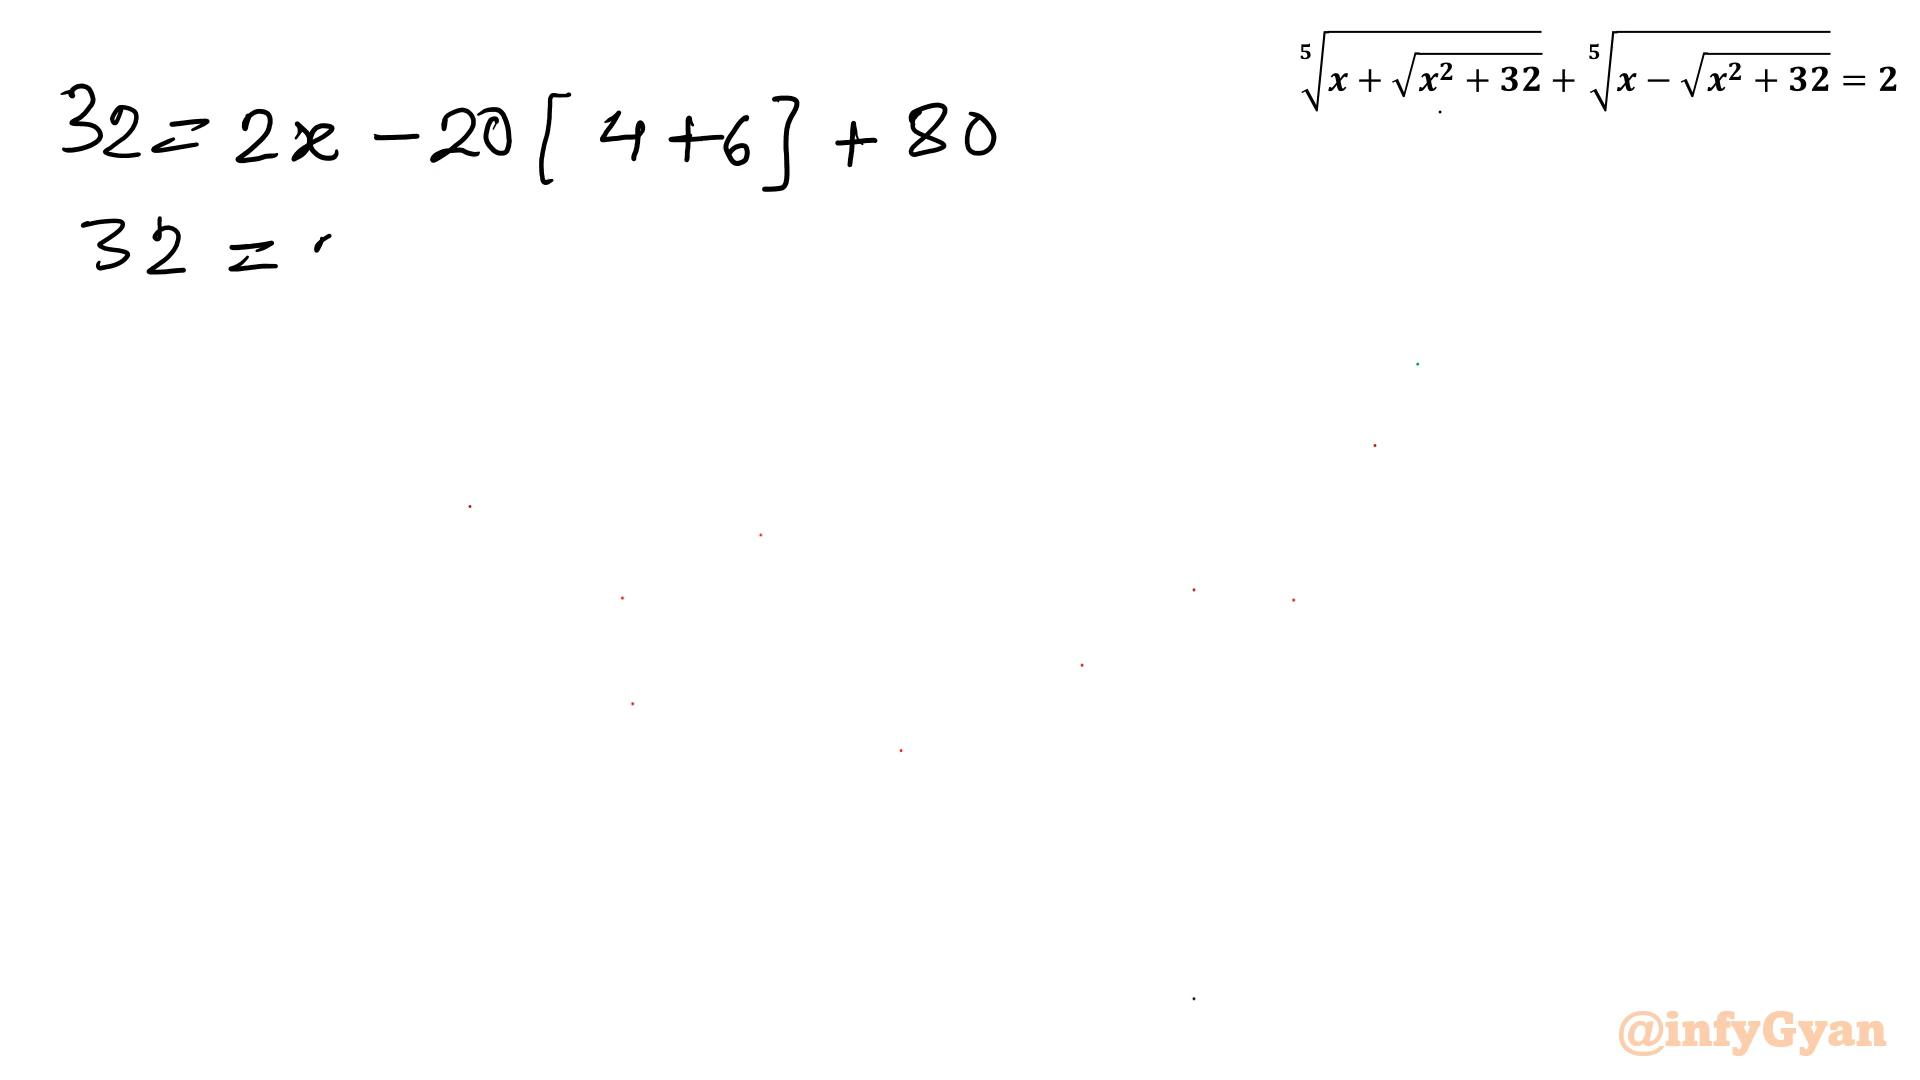 ⁵√(x + √(x² + 32)) + ⁵√(x − √(x² + 32)) = 2
32 = 2x − 20[4+6] + 80
32 =
@infyGyan